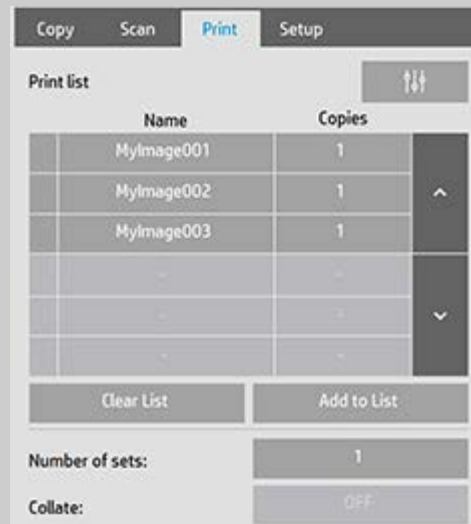 Copy Scan Print Setup
Print list
Name Copies
MyImage001 1
MyImage002 1
MyImage003 1
- -
- -
- -
Clear List Add to List
Number of sets: 1
Collate: OFF